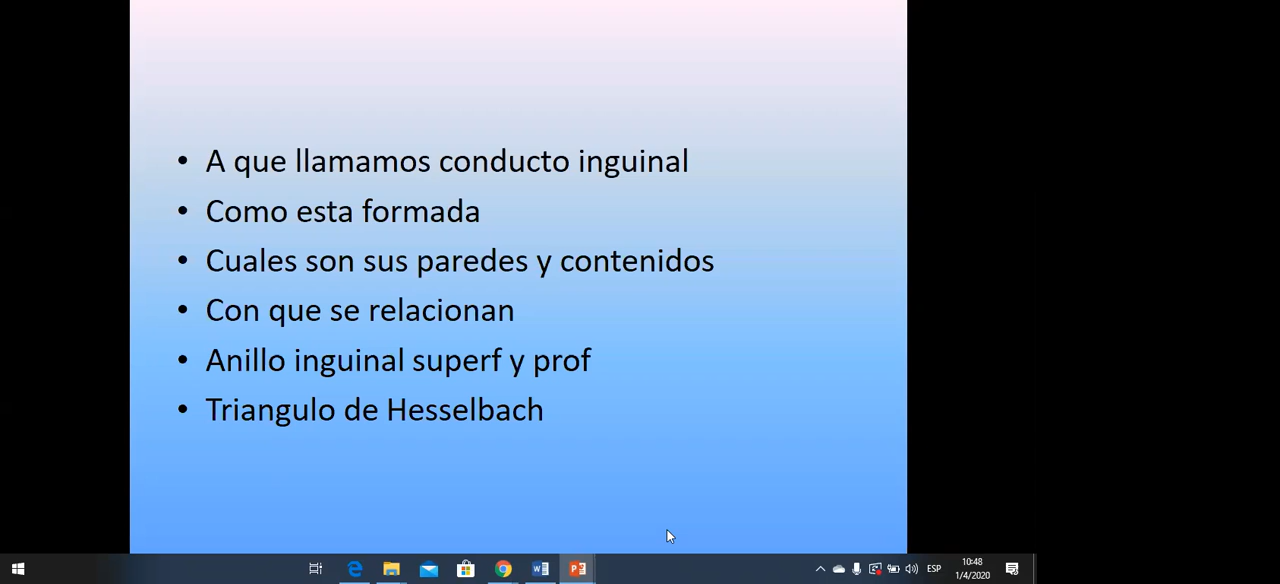 • A que llamamos conducto inguinal
• Como esta formada
• Cuales son sus paredes y contenidos
• Con que se relacionan
• Anillo inguinal superf y prof
• Triangulo de Hesselbach
ESP
10:48
1/4/2020